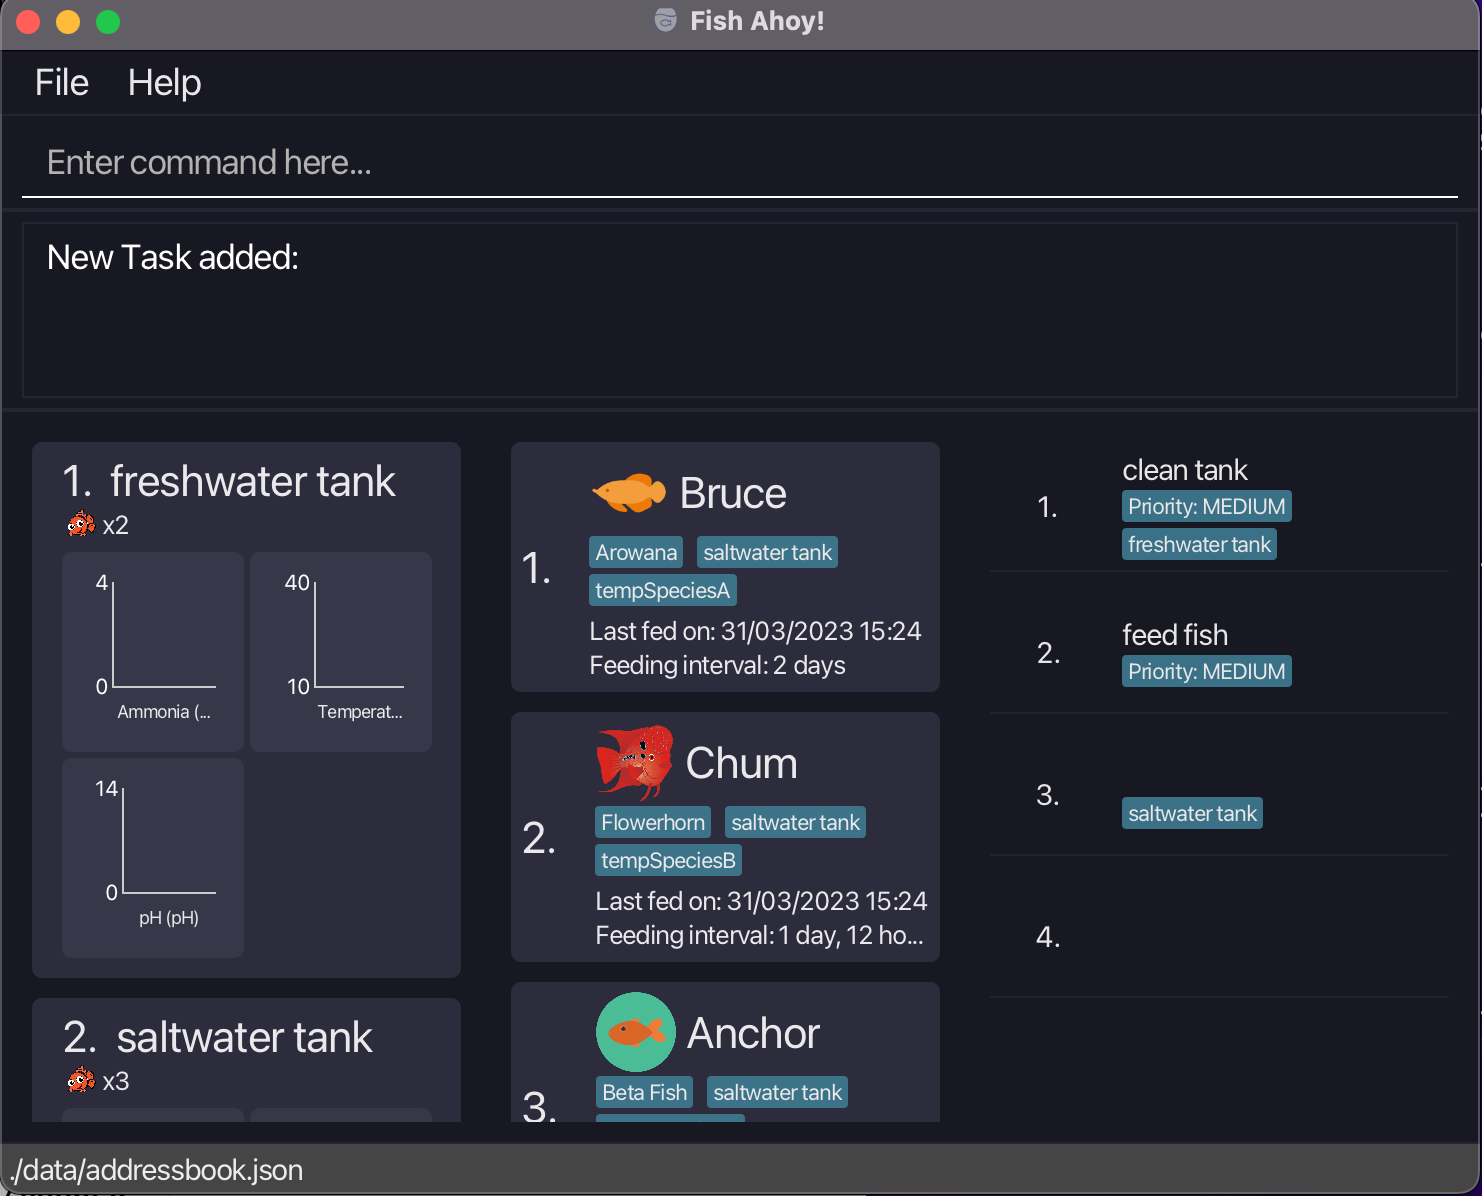 Fish Ahoy!
File Help
Enter command here...
New Task added:
1. freshwater tank
x2
4
0
Ammonia (...
40
10
Temperat...
14
0
pH (pH)
2. saltwater tank
x3
1.
Bruce
Arowana saltwater tank
tempSpeciesA
Last fed on: 31/03/2023 15:24
Feeding interval: 2 days
2.
Chum
Flowerhorn saltwater tank
tempSpeciesB
Last fed on: 31/03/2023 15:24
Feeding interval: 1 day, 12 ho...
3.
Anchor
Beta Fish saltwater tank
1.
clean tank
Priority: MEDIUM
freshwater tank
2.
feed fish
Priority: MEDIUM
3.
saltwater tank
4.
./data/addressbook.json